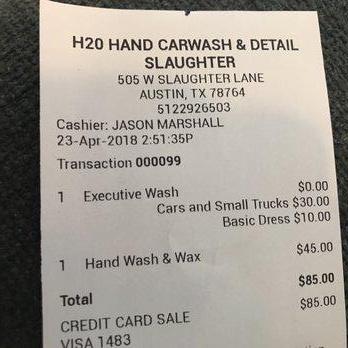 H20 HAND CARWASH & DETAIL
SLAUGHTER
505 W SLAUGHTER LANE
AUSTIN, TX 78764
5122926503
Cashier: JASON MARSHALL
23-Apr-2018 2:51:35P
Transaction 000099
1 Executive Wash $0.00
Cars and Small Trucks $30.00
Basic Dress $10.00
1 Hand Wash & Wax $45.00
Total $85.00
CREDIT CARD SALE $85.00
VISA 1483